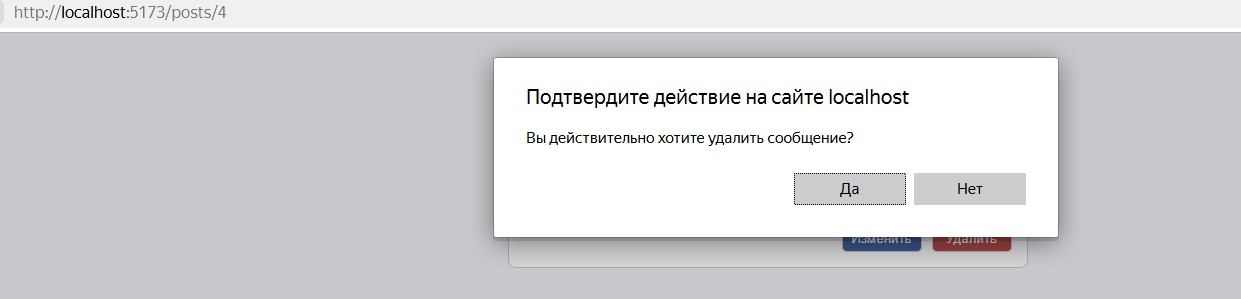 http://localhost:5173/posts/4
Подтвердите действие на сайте localhost
Вы действительно хотите удалить сообщение?
Да Нет
Изменить Удалить